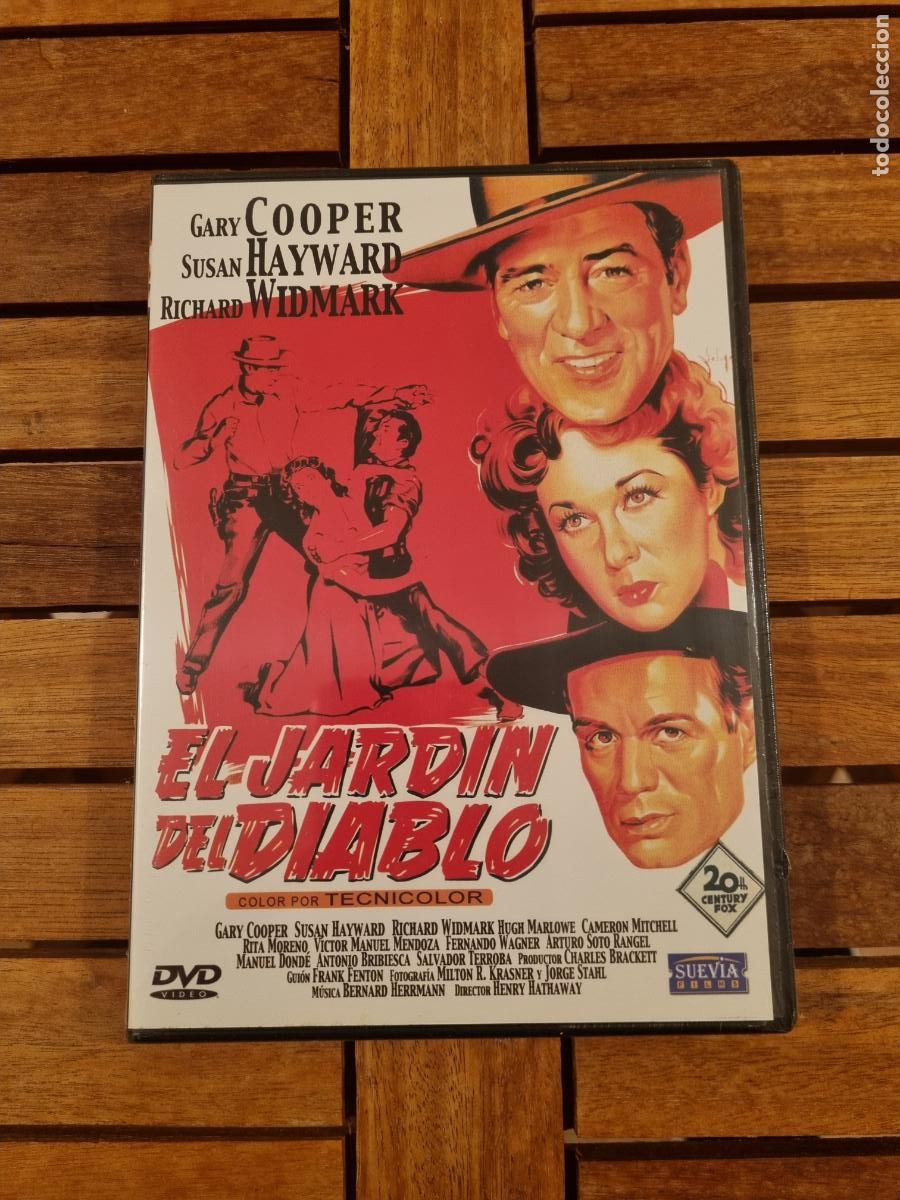 todocoleccion
GARY COOPER
SUSAN HAYWARD
RICHARD WIDMARK
EL JARDIN
DEL DIABLO
COLOR POR TECNICOLOR
20th
CENTURY
FOX
GARY COOPER SUSAN HAYWARD RICHARD WIDMARK HUGH MARLOWE CAMERON MITCHELL
RITA MORENO, VICTOR MANUEL MENDOZA FERNANDO WAGNER ARTURO SOTO RANGEL
MANUEL DONDÉ ANTONIO BRIBIESCA SALVADOR TERROBA PRODUCTOR CHARLES BRACKETT
GUIÓN FRANK FENTON FOTOGRAFÍA MILTON R. KRASNER Y JORGE STAHL
MÚSICA BERNARD HERRMANN DIRECTOR HENRY HATHAWAY
DVD
VIDEO
SUEVIA
FILMS